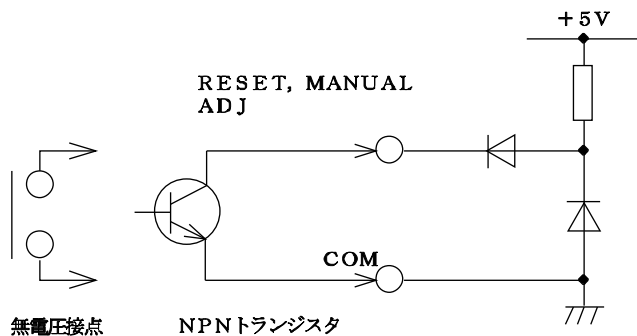 +5V
RESET, MANUAL
ADJ
COM
無電圧接点
NPNトランジスタ